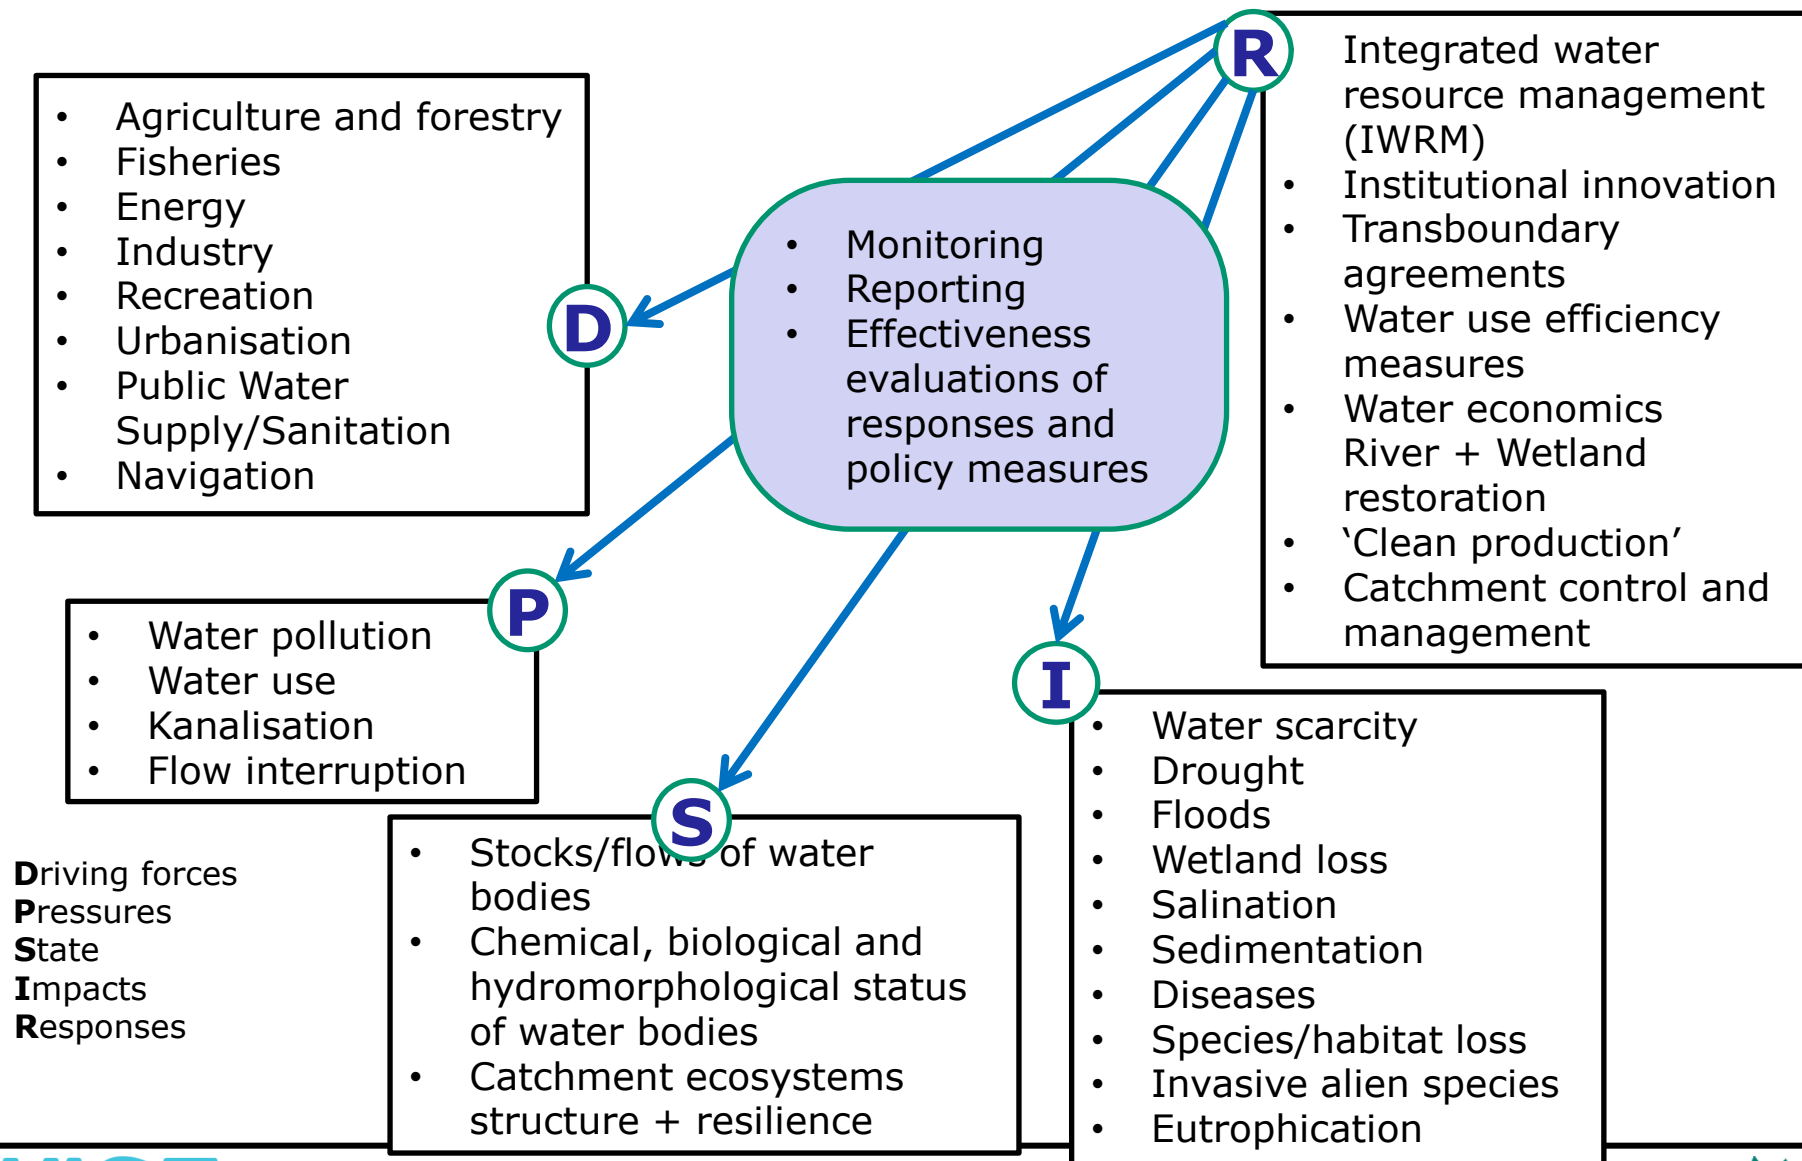 R
Integrated water
resource management
(IWRM)
• Institutional innovation
• Transboundary
agreements
• Water use efficiency
measures
• Water economics
River + Wetland
restoration
• ‘Clean production’
• Catchment control and
management
• Agriculture and forestry
• Fisheries
• Energy
• Industry
• Recreation
• Urbanisation
• Public Water
Supply/Sanitation
• Navigation
D
• Monitoring
• Reporting
• Effectiveness
evaluations of
responses and
policy measures
P
• Water pollution
• Water use
• Kanalisation
• Flow interruption
S
• Stocks/flows of water
bodies
• Chemical, biological and
hydromorphological status
of water bodies
• Catchment ecosystems
structure + resilience
I
• Water scarcity
• Drought
• Floods
• Wetland loss
• Salination
• Sedimentation
• Diseases
• Species/habitat loss
• Invasive alien species
• Eutrophication
Driving forces
Pressures
State
Impacts
Responses